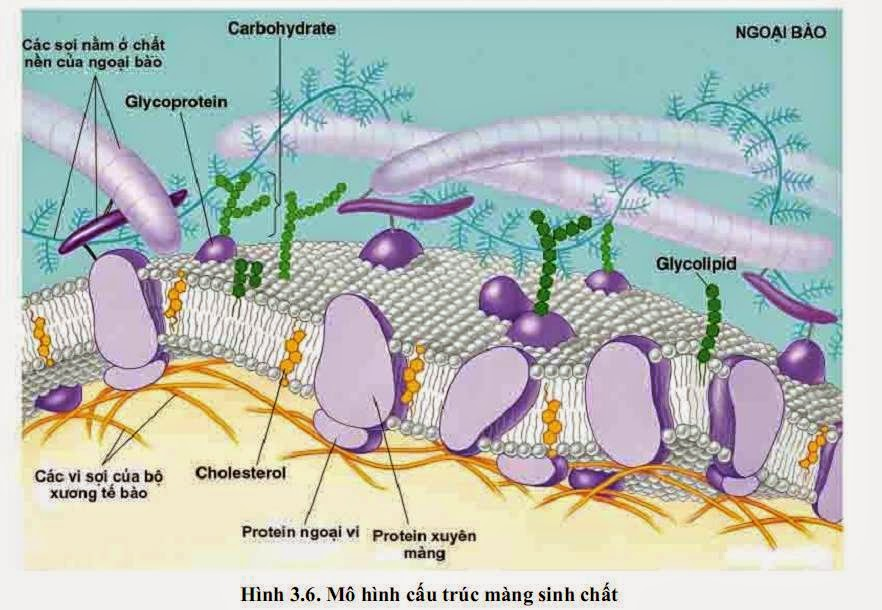 Các sợi nằm ở chất
nền của ngoại bào
Carbohydrate
NGOẠI BÀO
Glycoprotein
Glycolipid
Các vi sợi của bộ
xương tế bào
Cholesterol
Protein ngoại vi
Protein xuyên
màng
Hình 3.6. Mô hình cấu trúc màng sinh chất